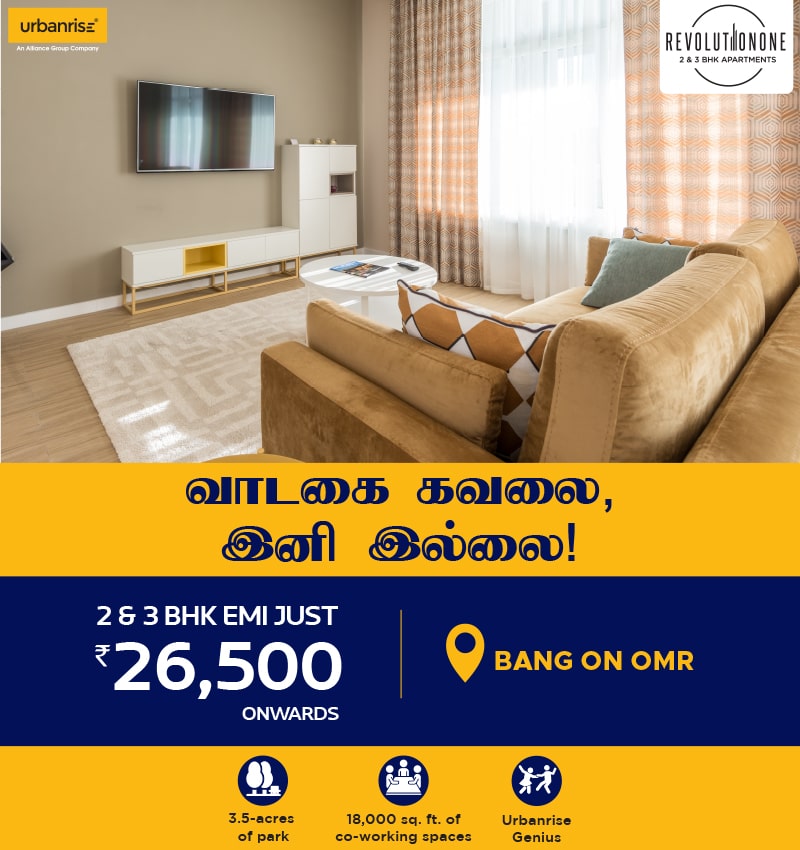 urbanrise
An Alliance Group Company
REVOLUTIONONE
2 & 3 BHK APARTMENTS
வாடகை கவலை,
இனி இல்லை!
2 & 3 BHK EMI JUST
₹26,500
ONWARDS
BANG ON OMR
3.5-acres
of park
18,000 sq. ft. of
co-working spaces
Urbanrise
Genius